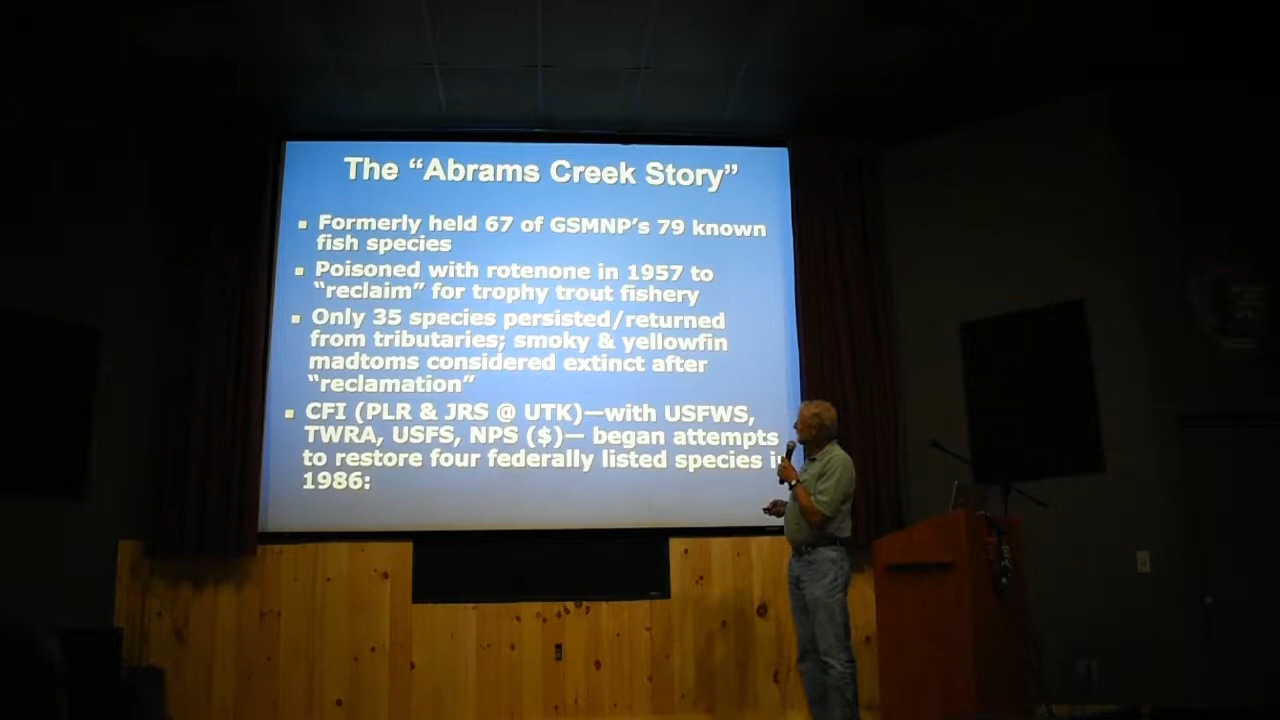 The “Abrams Creek Story”
▪ Formerly held 67 of GSMNP’s 79 known
fish species
▪ Poisoned with rotenone in 1957 to
“reclaim” for trophy trout fishery
▪ Only 35 species persisted/returned
from tributaries; smoky & yellowfin
madtoms considered extinct after
“reclamation”
▪ CFI (PLR & JRS @ UTK)—with USFWS,
TWRA, USFS, NPS ($)— began attempts
to restore four federally listed species
1986: